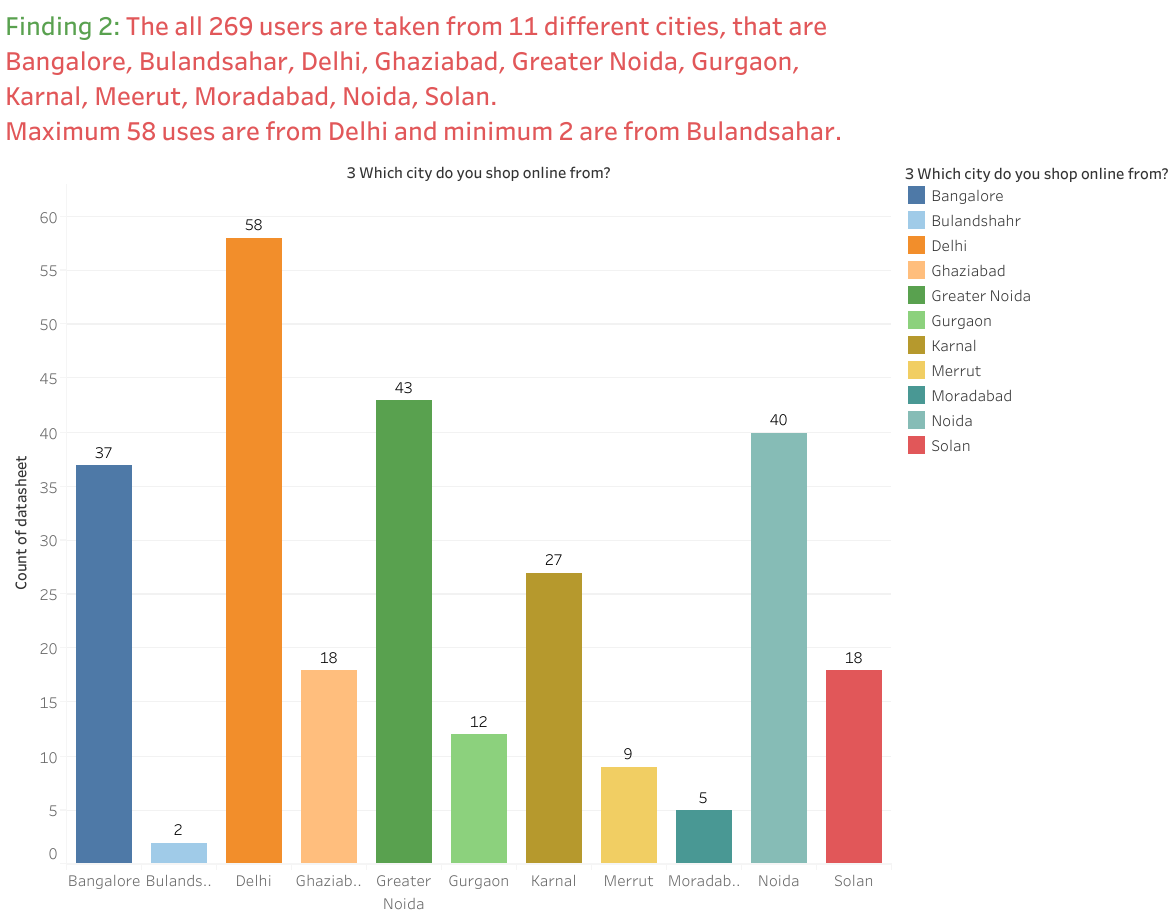 Finding 2: The all 269 users are taken from 11 different cities, that are
Bangalore, Bulandsahar, Delhi, Ghaziabad, Greater Noida, Gurgaon,
Karnal, Meerut, Moradabad, Noida, Solan.
Maximum 58 uses are from Delhi and minimum 2 are from Bulandsahar.
3 Which city do you shop online from?
3 Which city do you shop online from?
Bangalore
Bulandshahr
Delhi
Ghaziabad
Greater Noida
Gurgaon
Karnal
Merrut
Moradabad
Noida
Solan
Count of datasheet
60
55
50
45
40
35
30
25
20
15
10
5
0
37
2
58
18
43
12
27
9
5
40
18
Bangalore
Bulands..
Delhi
Ghaziab..
Greater
Noida
Gurgaon
Karnal
Merrut
Moradab..
Noida
Solan